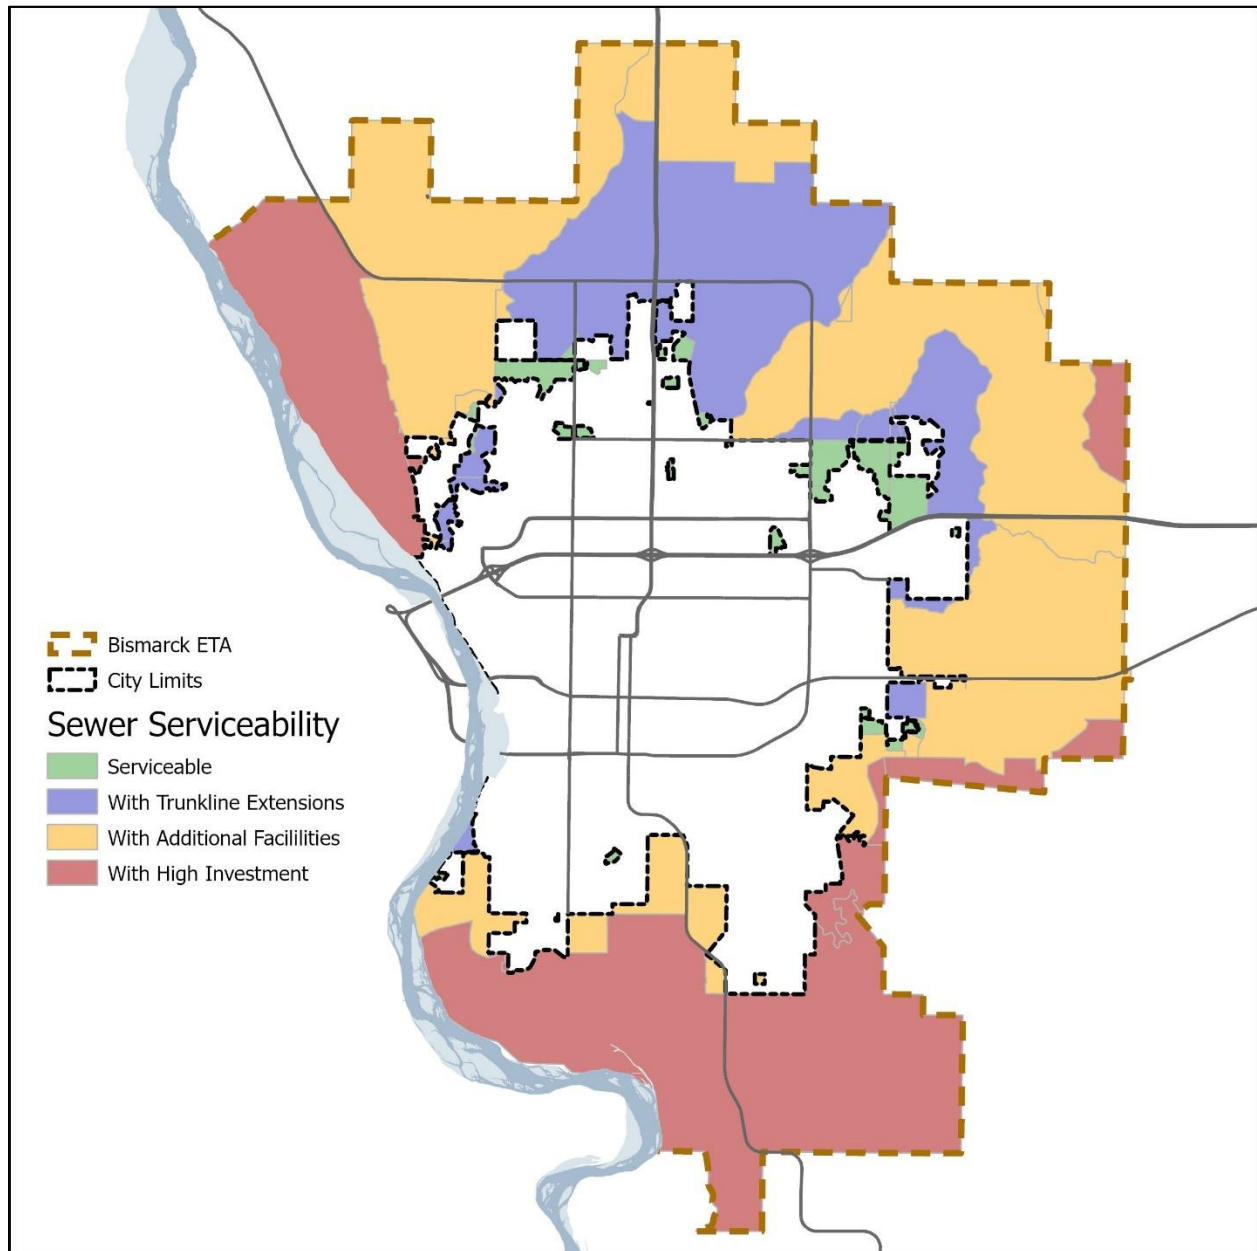 Bismarck ETA
City Limits
Sewer Serviceability
Serviceable
With Trunkline Extensions
With Additional Facililities
With High Investment